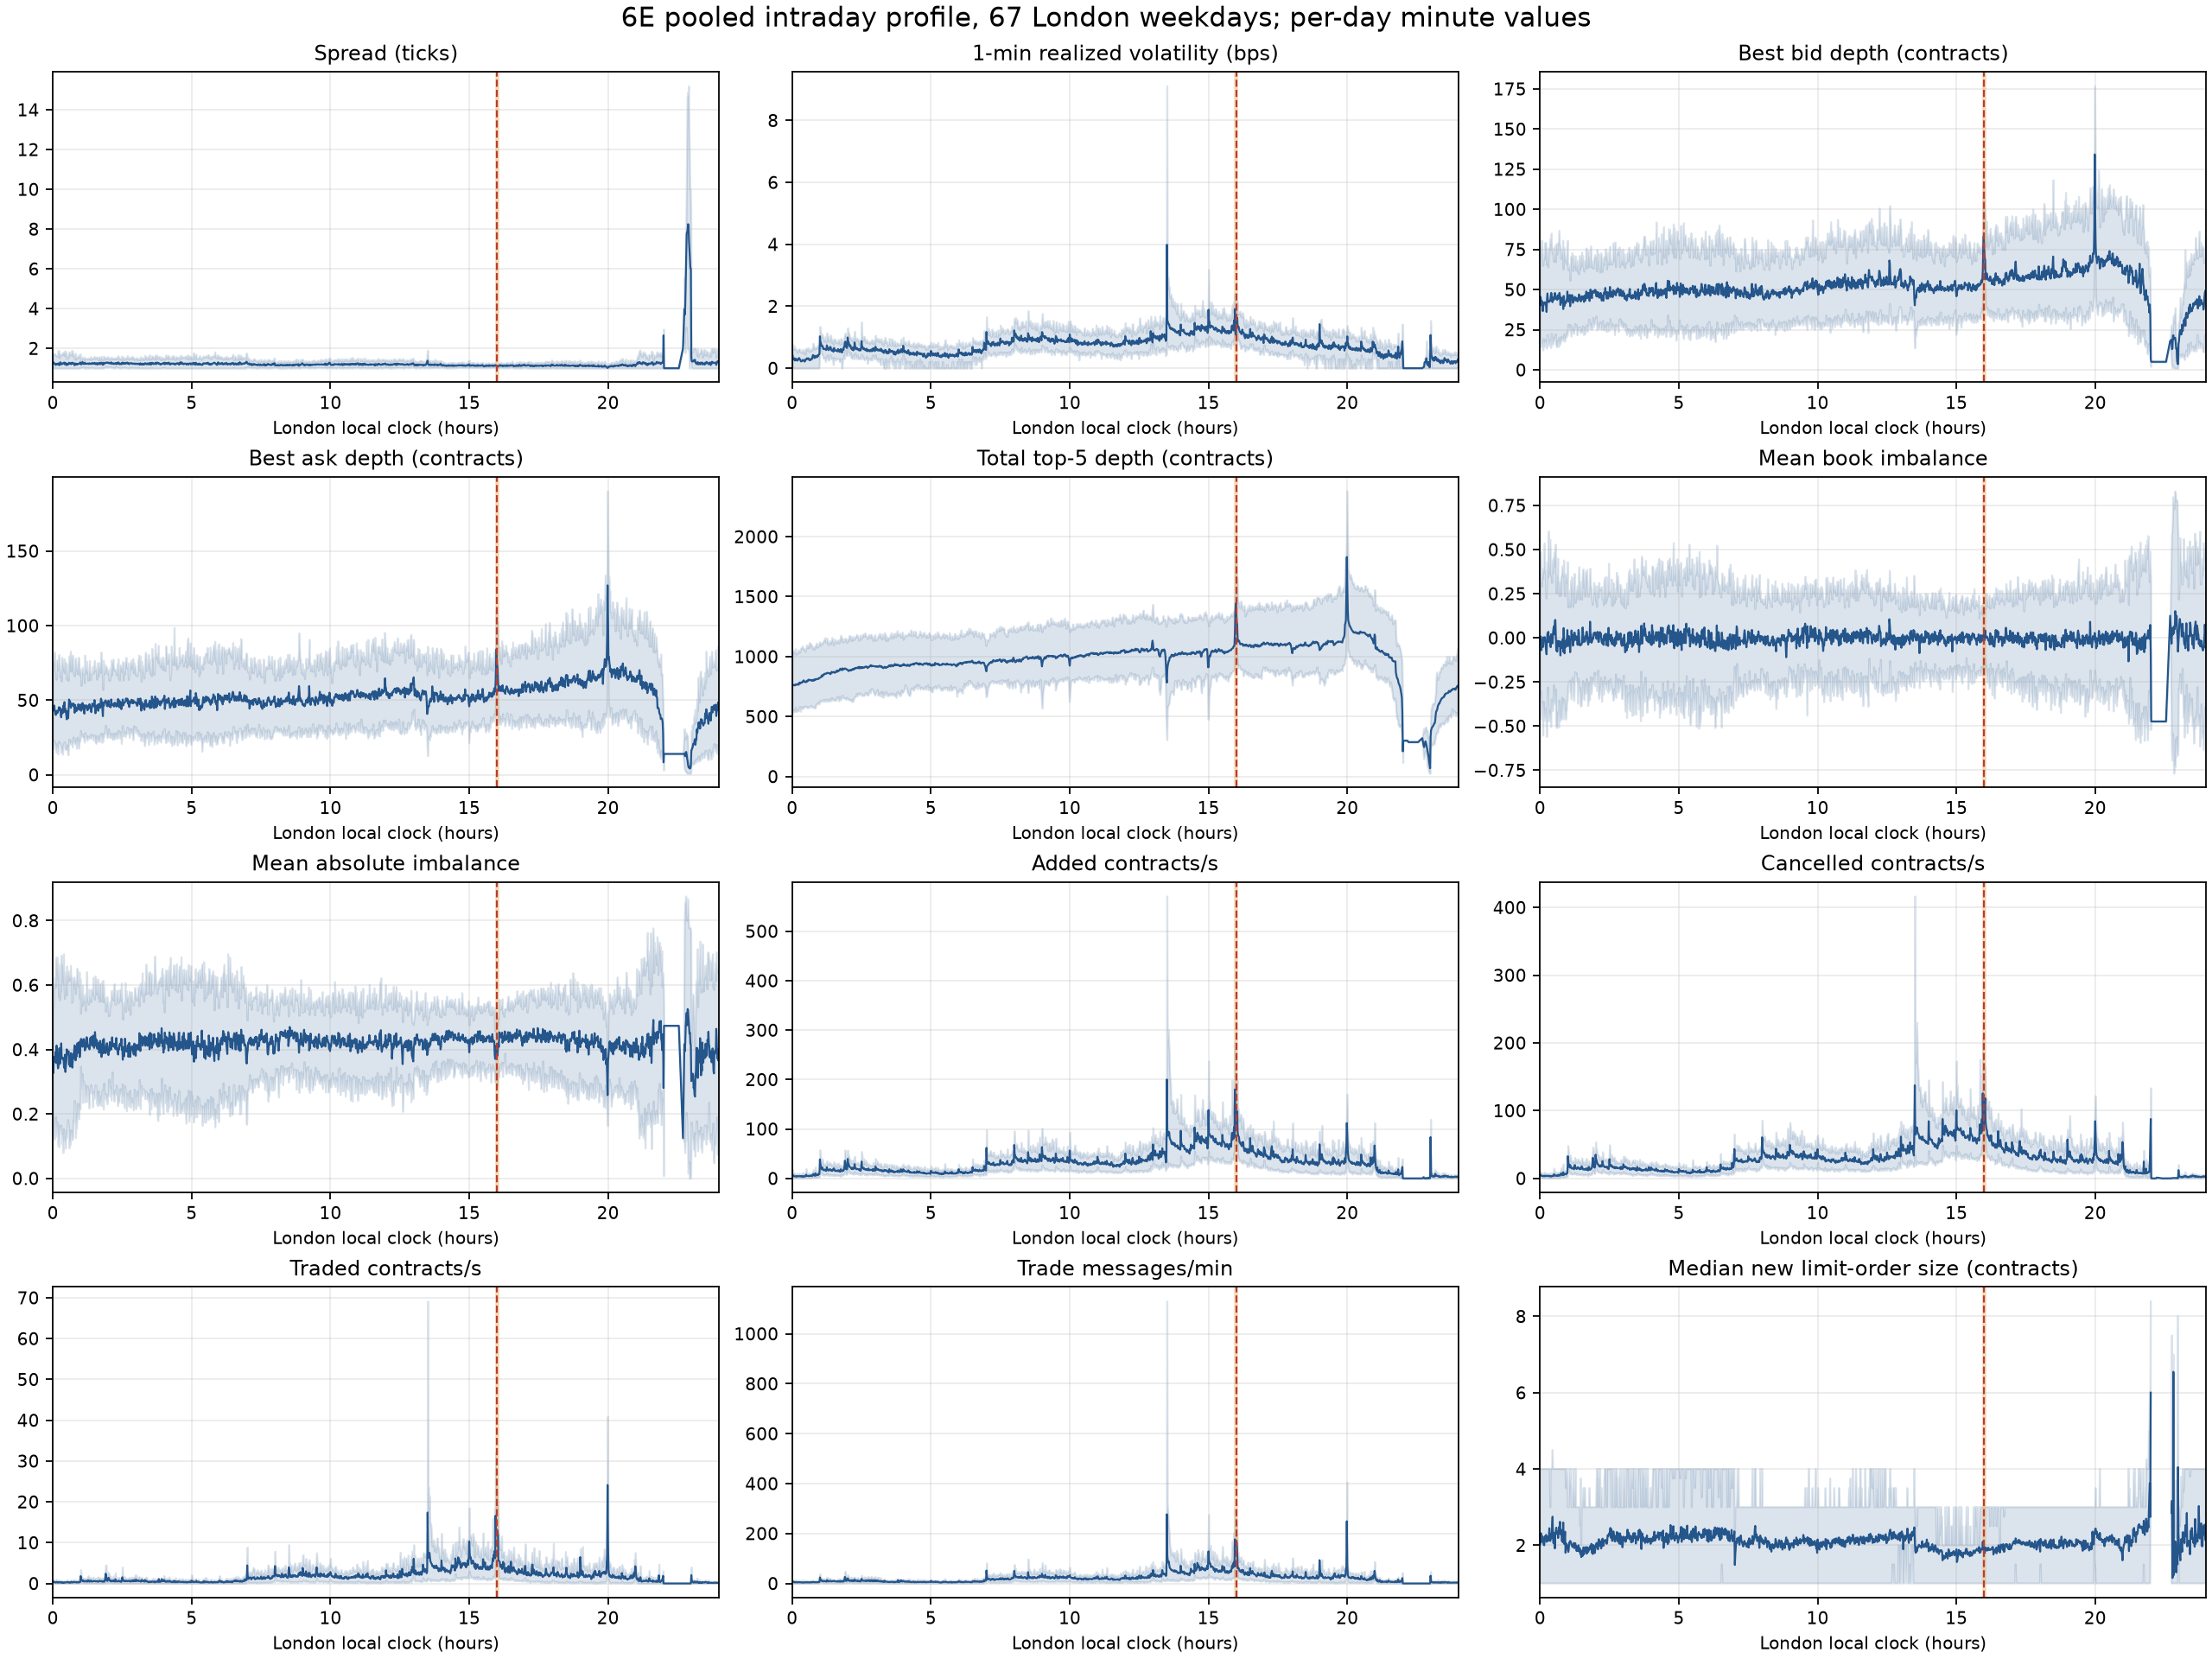 6E pooled intraday profile, 67 London weekdays; per-day minute values
Spread (ticks)
14
12
10
8
6
4
2
0 5 10 15 20
London local clock (hours)
1-min realized volatility (bps)
8
6
4
2
0
0 5 10 15 20
London local clock (hours)
Best bid depth (contracts)
175
150
125
100
75
50
25
0
0 5 10 15 20
London local clock (hours)
Best ask depth (contracts)
150
100
50
0
0 5 10 15 20
London local clock (hours)
Total top-5 depth (contracts)
2000
1500
1000
500
0
0 5 10 15 20
London local clock (hours)
Mean book imbalance
0.75
0.50
0.25
0.00
−0.25
−0.50
−0.75
0 5 10 15 20
London local clock (hours)
Mean absolute imbalance
0.8
0.6
0.4
0.2
0.0
0 5 10 15 20
London local clock (hours)
Added contracts/s
500
400
300
200
100
0
0 5 10 15 20
London local clock (hours)
Cancelled contracts/s
400
300
200
100
0
0 5 10 15 20
London local clock (hours)
Traded contracts/s
70
60
50
40
30
20
10
0
0 5 10 15 20
London local clock (hours)
Trade messages/min
1000
800
600
400
200
0
0 5 10 15 20
London local clock (hours)
Median new limit-order size (contracts)
8
6
4
2
0 5 10 15 20
London local clock (hours)